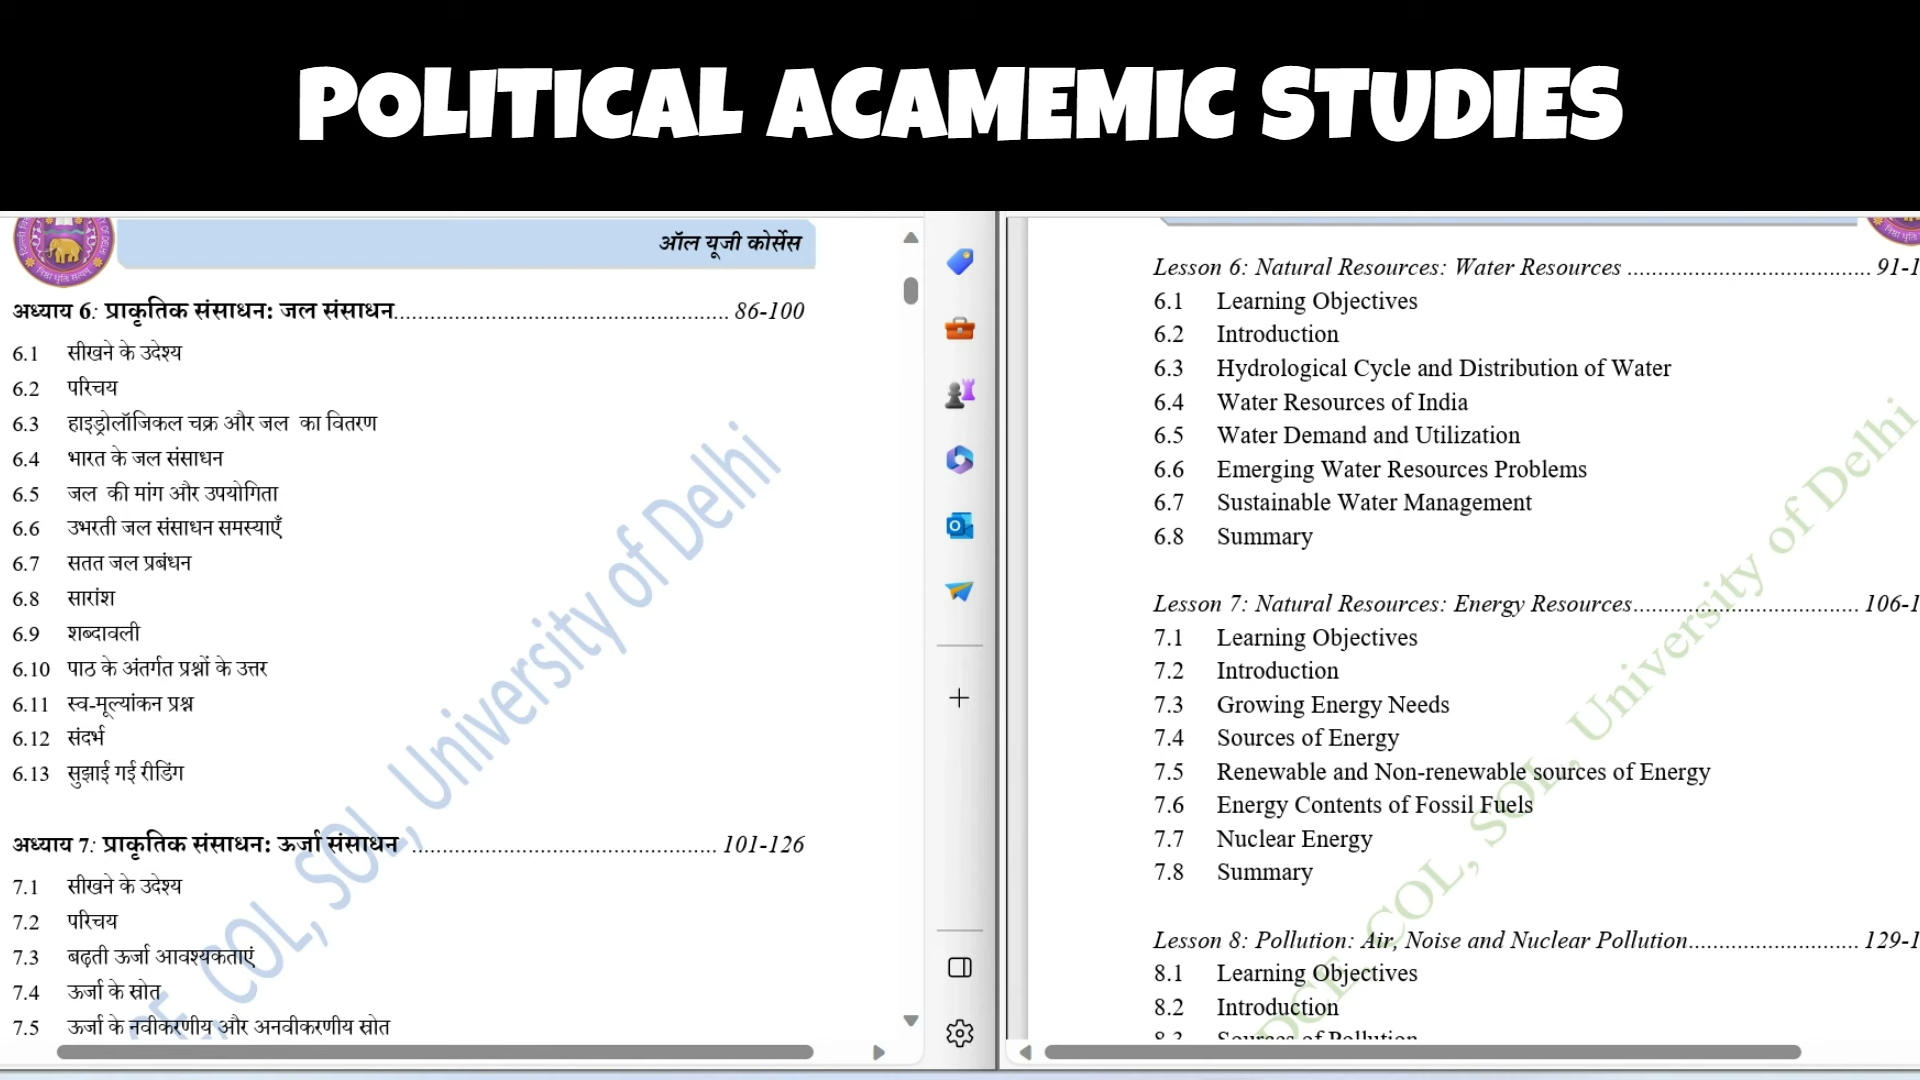 POLITICAL ACAMEMIC STUDIES
ऑल यूजी कोर्सेस
अध्याय 6: प्राकृतिक संसाधन: जल संसाधन........................................................ 86-100
6.1 सीखने के उदेश्य
6.2 परिचय
6.3 हाइड्रोलॉजिकल चक्र और जल का वितरण
6.4 भारत के जल संसाधन
6.5 जल की मांग और उपयोगिता
6.6 उभरती जल संसाधन समस्याएँ
6.7 सतत जल प्रबंधन
6.8 सारांश
6.9 शब्दावली
6.10 पाठ के अंतर्गत प्रश्नों के उत्तर
6.11 स्व-मूल्यांकन प्रश्न
6.12 संदर्भ
6.13 सुझाई गई रीडिंग
अध्याय 7: प्राकृतिक संसाधन: ऊर्जा संसाधन ................................................... 101-126
7.1 सीखने के उदेश्य
7.2 परिचय
7.3 बढ़ती ऊर्जा आवश्यकताएं
7.4 ऊर्जा के स्रोत
7.5 ऊर्जा के नवीकरणीय और अनवीकरणीय स्रोत
COL, SOL, University of Delhi
Lesson 6: Natural Resources: Water Resources ........................................ 91-1
6.1 Learning Objectives
6.2 Introduction
6.3 Hydrological Cycle and Distribution of Water
6.4 Water Resources of India
6.5 Water Demand and Utilization
6.6 Emerging Water Resources Problems
6.7 Sustainable Water Management
6.8 Summary
Lesson 7: Natural Resources: Energy Resources...................................... 106-1
7.1 Learning Objectives
7.2 Introduction
7.3 Growing Energy Needs
7.4 Sources of Energy
7.5 Renewable and Non-renewable sources of Energy
7.6 Energy Contents of Fossil Fuels
7.7 Nuclear Energy
7.8 Summary
Lesson 8: Pollution: Air, Noise and Nuclear Pollution............................ 129-1
8.1 Learning Objectives
8.2 Introduction
8.3 Sources of Pollution
DCE, COL, SOL, University of Delhi